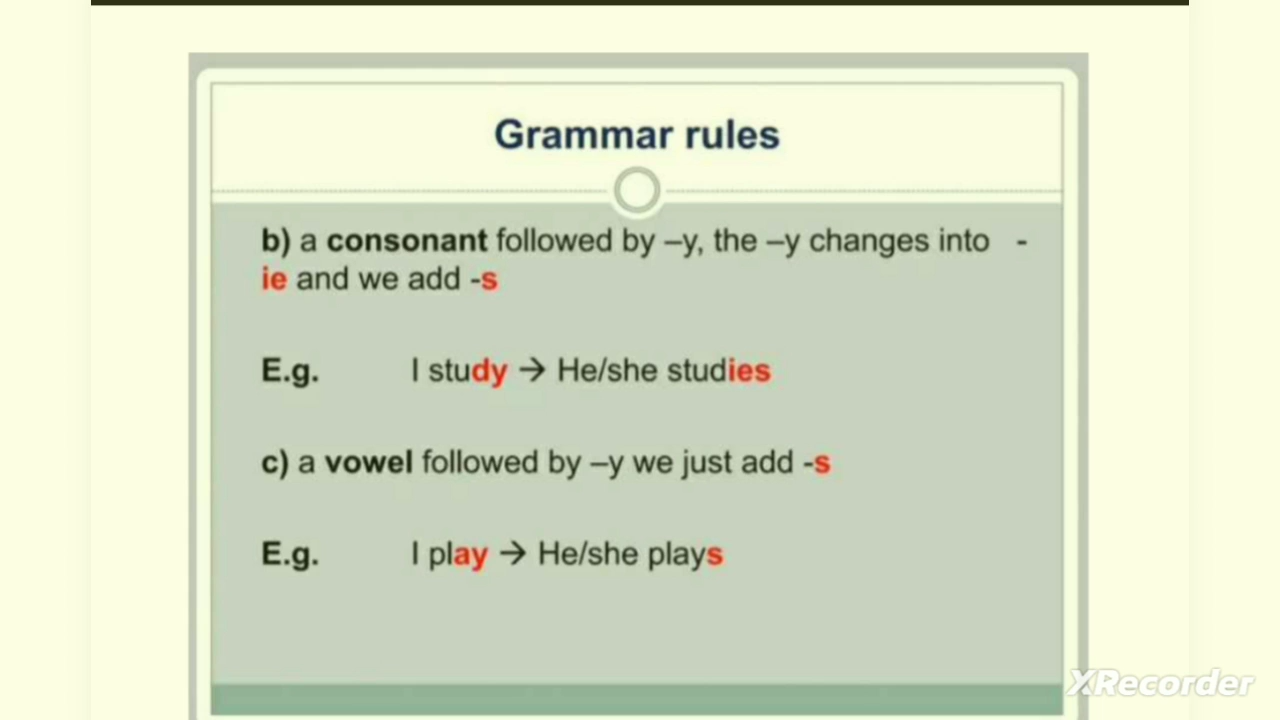 Grammar rules
b) a consonant followed by –y, the –y changes into -
ie and we add -s
E.g. I study → He/she studies
c) a vowel followed by –y we just add -s
E.g. I play → He/she plays
XRecorder